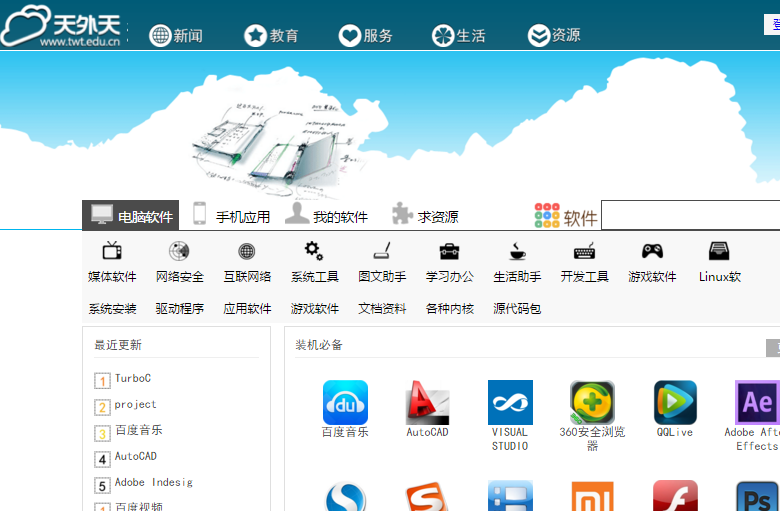 天外天
www.twt.edu.cn
新闻
教育
服务
生活
资源
电脑软件
手机应用
我的软件
求资源
软件
媒体软件
网络安全
互联网络
系统工具
图文助手
学习办公
生活助手
开发工具
游戏软件
Linux软
系统安装
驱动程序
应用软件
游戏软件
文档资料
各种内核
源代码包
最近更新
1 TurboC
2 project
3 百度音乐
4 AutoCAD
5 Adobe Indesig
百度视频
装机必备
du
百度音乐
AutoCAD
VISUAL
STUDIO
360安全浏览
器
QQLive
Ae
Adobe Afte
Effects
Ps